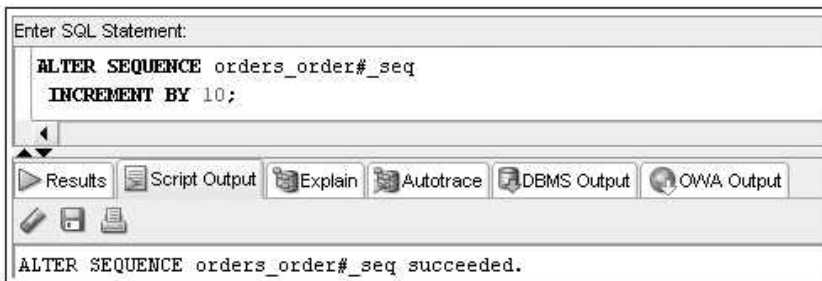 Enter SQL Statement:
ALTER SEQUENCE orders_order#_seq
INCREMENT BY 10;
Results Script Output Explain Autotrace DBMS Output OWA Output
ALTER SEQUENCE orders_order#_seq succeeded.